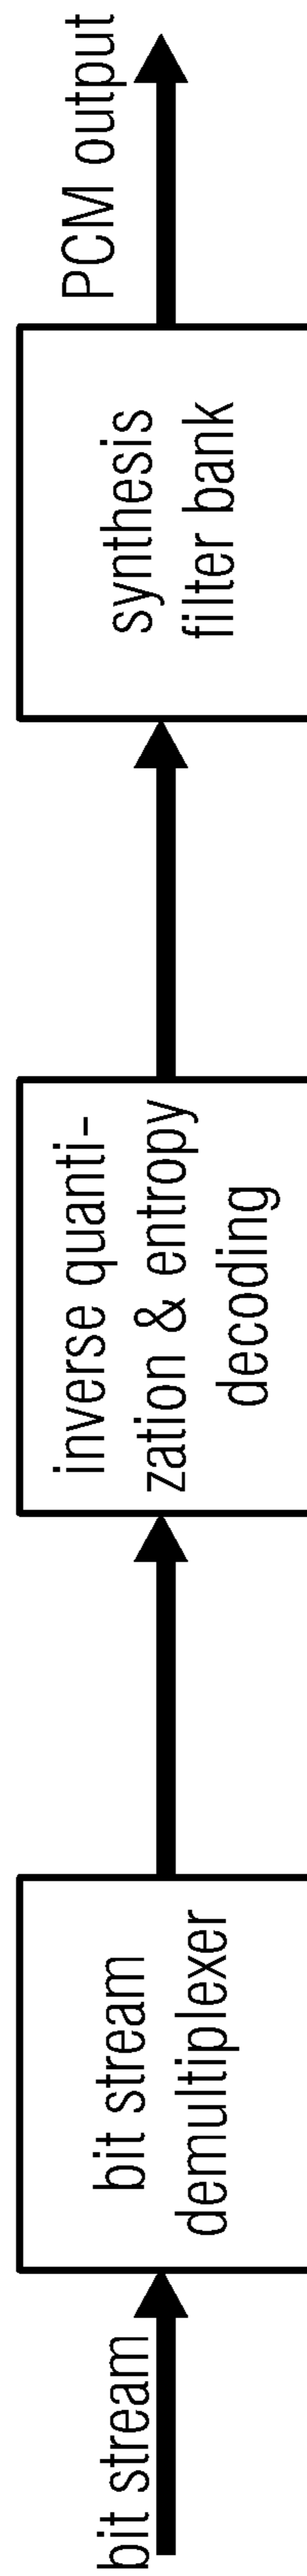 bit stream
bit stream
demultiplexer
inverse quanti-
zation & entropy
decoding
synthesis
filter bank
PCM output